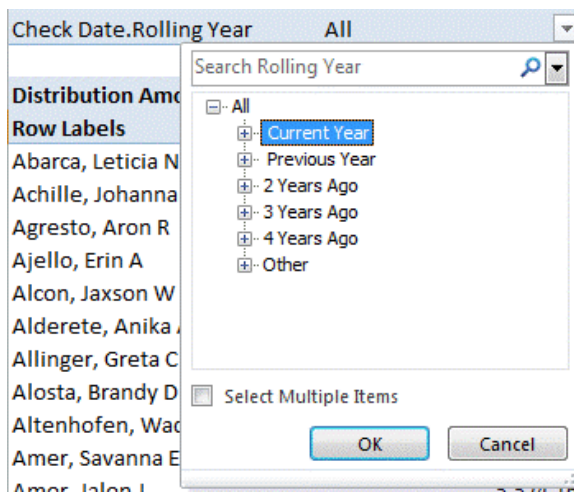 Check Date.Rolling Year All
Search Rolling Year
Distribution Amo
Row Labels
All
Current Year
Previous Year
2 Years Ago
3 Years Ago
4 Years Ago
Other
Abarca, Leticia N
Achille, Johanna
Agresto, Aron R
Ajello, Erin A
Alcon, Jaxson W
Alderete, Anika
Allinger, Greta C
Alosta, Brandy D
Altenhofen, Wad
Amer, Savanna E
Select Multiple Items
OK Cancel